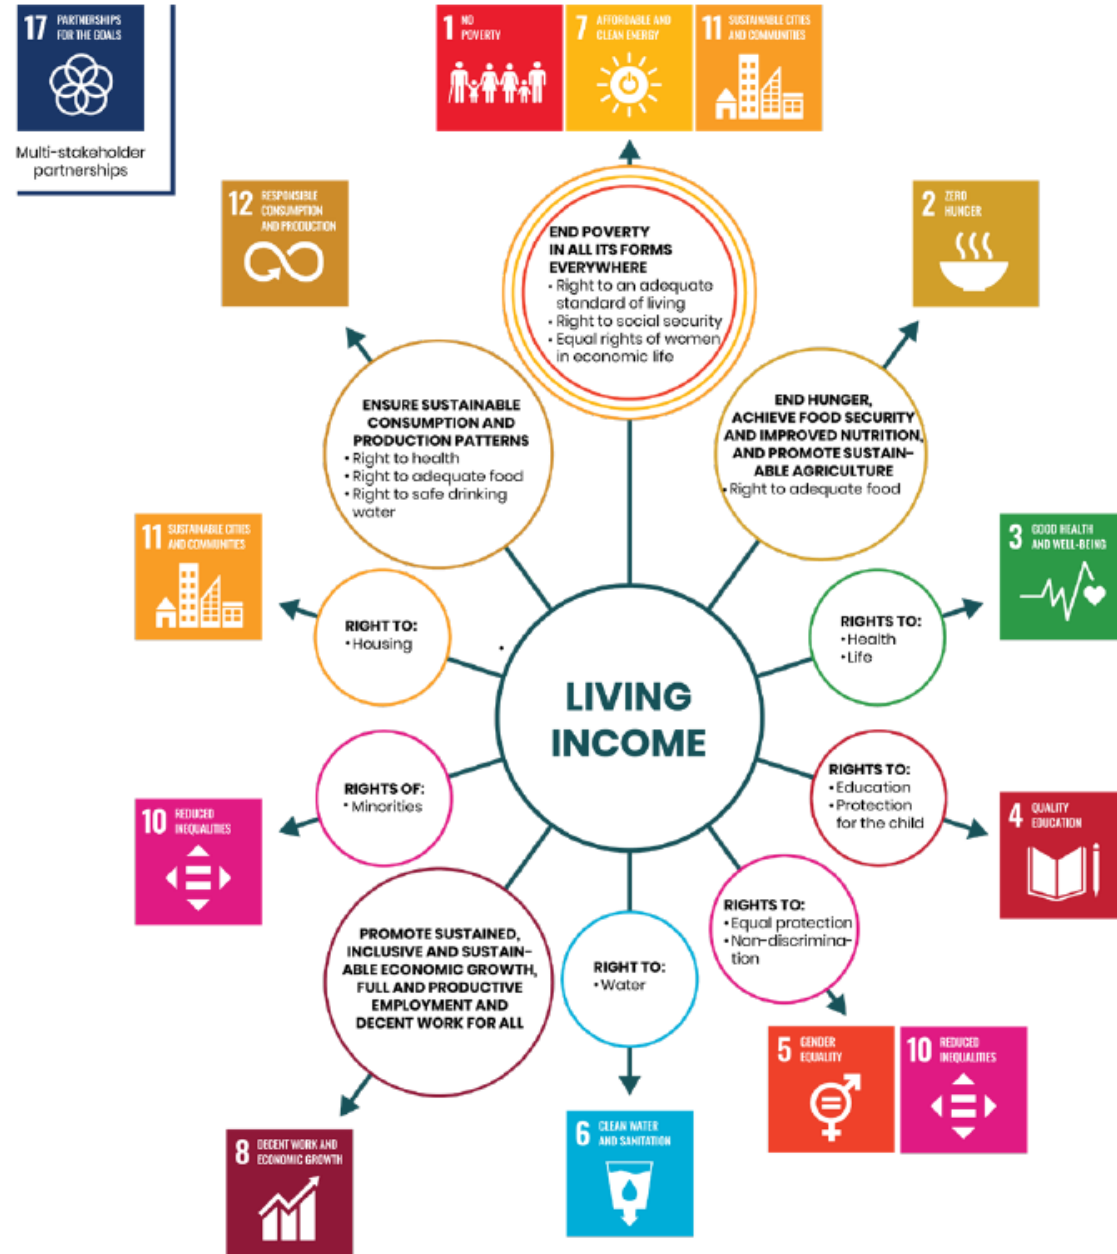 17 PARTNERSHIPS
FOR THE GOALS
Multi-stakeholder
partnerships
1 NO
POVERTY
7 AFFORDABLE AND
CLEAN ENERGY
11 SUSTAINABLE CITIES
AND COMMUNITIES
END POVERTY
IN ALL ITS FORMS
EVERYWHERE
• Right to an adequate
standard of living
• Right to social security
• Equal rights of women
in economic life
12 RESPONSIBLE
CONSUMPTION
AND PRODUCTION
ENSURE SUSTAINABLE
CONSUMPTION AND
PRODUCTION PATTERNS
• Right to health
• Right to adequate food
• Right to safe drinking
water
2 ZERO
HUNGER
END HUNGER,
ACHIEVE FOOD SECURITY
AND IMPROVED NUTRITION,
AND PROMOTE SUSTAIN-
ABLE AGRICULTURE
• Right to adequate food
11 SUSTAINABLE CITIES
AND COMMUNITIES
RIGHT TO:
• Housing
3 GOOD HEALTH
AND WELL-BEING
RIGHTS TO:
• Health
• Life
LIVING
INCOME
10 REDUCED
INEQUALITIES
RIGHTS OF:
• Minorities
4 QUALITY
EDUCATION
RIGHTS TO:
• Education
• Protection
for the child
PROMOTE SUSTAINED,
INCLUSIVE AND SUSTAIN-
ABLE ECONOMIC GROWTH,
FULL AND PRODUCTIVE
EMPLOYMENT AND
DECENT WORK FOR ALL
8 DECENT WORK AND
ECONOMIC GROWTH
RIGHT TO:
• Water
6 CLEAN WATER
AND SANITATION
RIGHTS TO:
• Equal protection
• Non-discrimina-
tion
5 GENDER
EQUALITY
10 REDUCED
INEQUALITIES